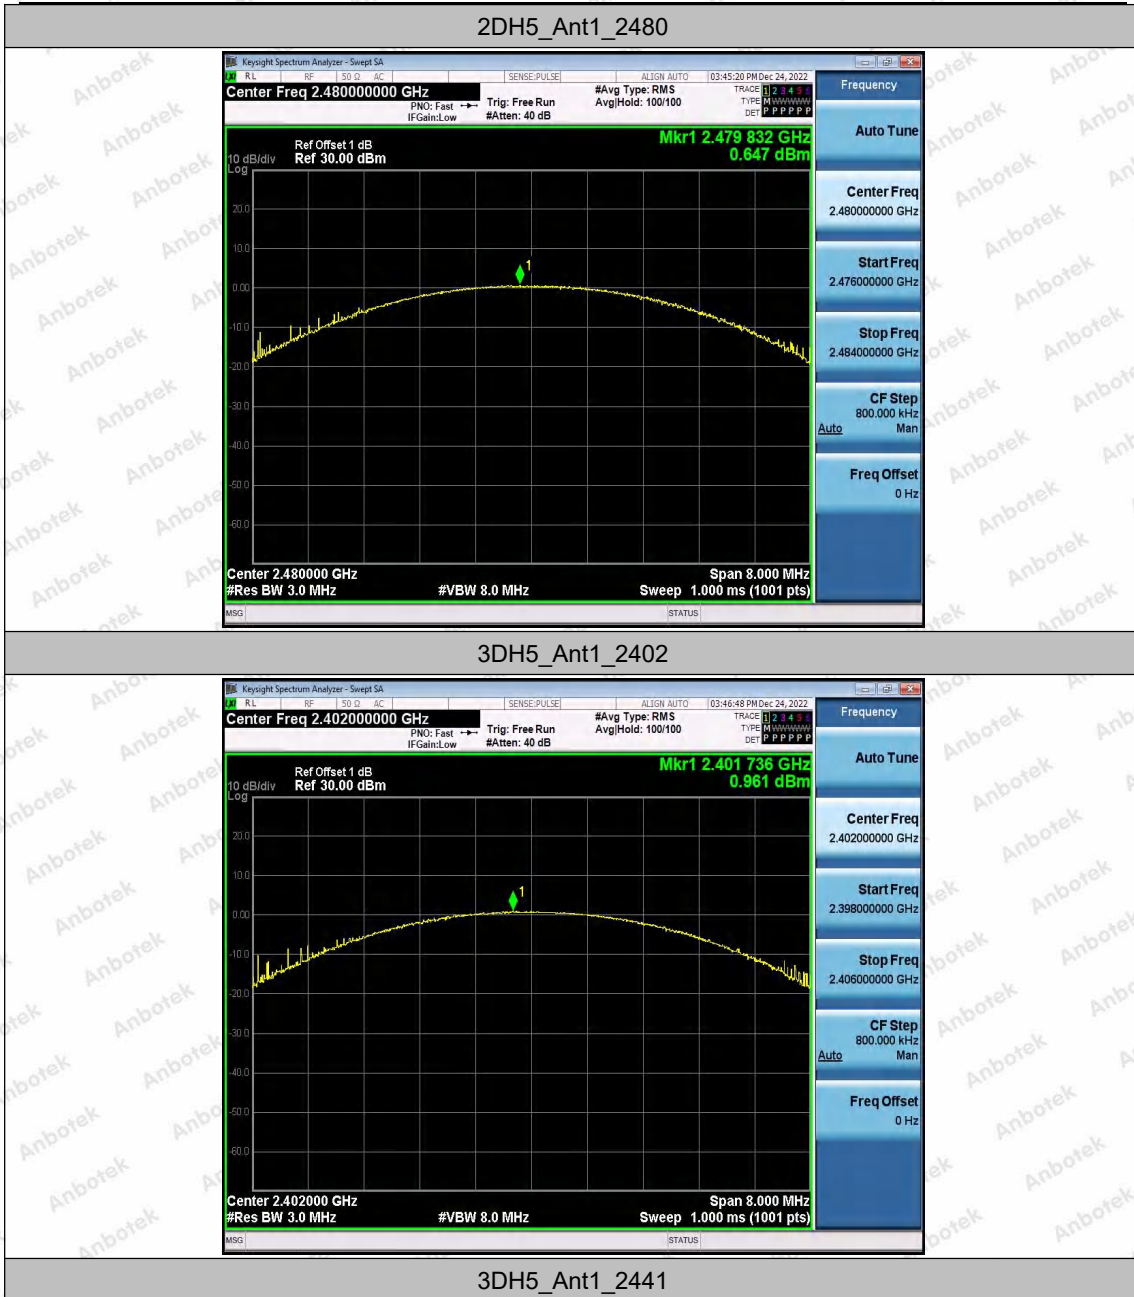 2DH5_Ant1_2480
Keysight Spectrum Analyzer - Swept SA
RL RF 50 Ω AC SENSE:PULSE ALIGN AUTO 03:45:20 PM Dec 24, 2022
Center Freq 2.480000000 GHz
PNO: Fast
IFGain:Low
Trig: Free Run
#Atten: 40 dB
#Avg Type: RMS
Avg|Hold: 100/100
TRACE 1 2 3 4 5 6
TYPE M WWWWW
DET P P P P P P
Frequency
Mkr1 2.479 832 GHz
0.647 dBm
Ref Offset 1 dB
10 dB/div Ref 30.00 dBm
Log
20.0
10.0
0.00
-10.0
-20.0
-30.0
-40.0
-50.0
-60.0
1
Center 2.480000 GHz Span 8.000 MHz
#Res BW 3.0 MHz #VBW 8.0 MHz Sweep 1.000 ms (1001 pts)
MSG STATUS
Auto Tune
Center Freq
2.480000000 GHz
Start Freq
2.476000000 GHz
Stop Freq
2.484000000 GHz
CF Step
800.000 kHz
Auto Man
Freq Offset
0 Hz
3DH5_Ant1_2402
Keysight Spectrum Analyzer - Swept SA
RL RF 50 Ω AC SENSE:PULSE ALIGN AUTO 03:46:48 PM Dec 24, 2022
Center Freq 2.402000000 GHz
PNO: Fast
IFGain:Low
Trig: Free Run
#Atten: 40 dB
#Avg Type: RMS
Avg|Hold: 100/100
TRACE 1 2 3 4 5 6
TYPE M WWWWW
DET P P P P P P
Frequency
Mkr1 2.401 736 GHz
0.961 dBm
Ref Offset 1 dB
10 dB/div Ref 30.00 dBm
Log
20.0
10.0
0.00
-10.0
-20.0
-30.0
-40.0
-50.0
-60.0
1
Center 2.402000 GHz Span 8.000 MHz
#Res BW 3.0 MHz #VBW 8.0 MHz Sweep 1.000 ms (1001 pts)
MSG STATUS
Auto Tune
Center Freq
2.402000000 GHz
Start Freq
2.398000000 GHz
Stop Freq
2.406000000 GHz
CF Step
800.000 kHz
Auto Man
Freq Offset
0 Hz
3DH5_Ant1_2441
Anbotek